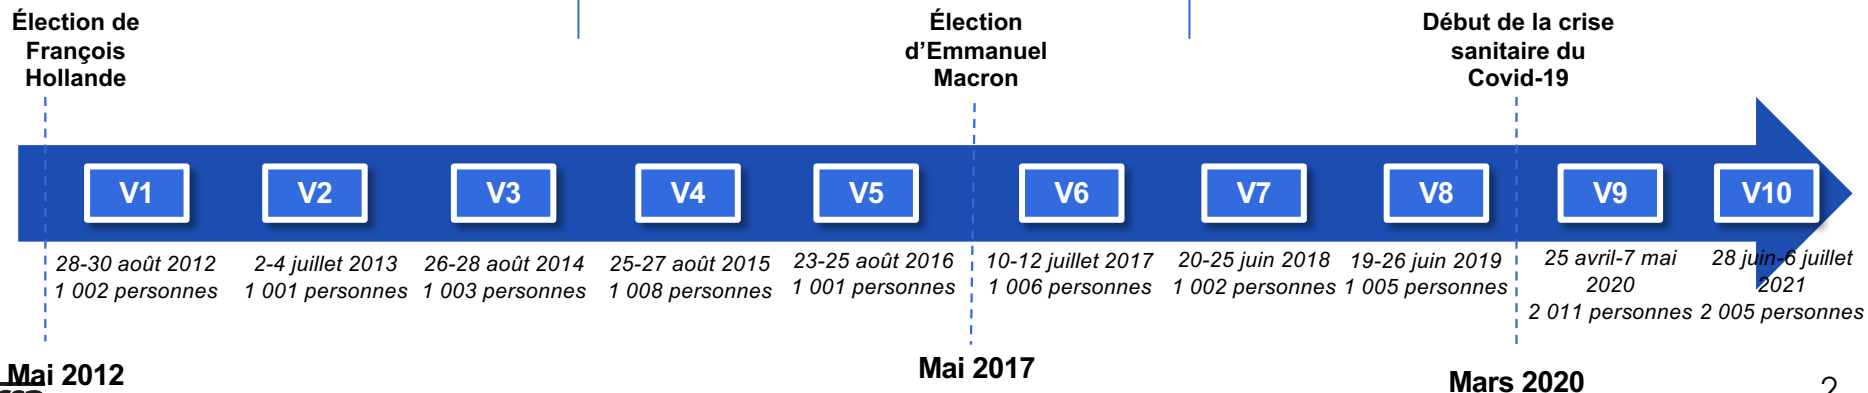 Élection de
François
Hollande
Élection
d'Emmanuel
Macron
Début de la crise
sanitaire du
Covid-19
V1
V2
V3
V4
V5
V6
V7
V8
V9
V10
28-30 août 2012
1 002 personnes
2-4 juillet 2013
1 001 personnes
26-28 août 2014
1 003 personnes
25-27 août 2015
1 008 personnes
23-25 août 2016
1 001 personnes
10-12 juillet 2017
1 006 personnes
20-25 juin 2018
1 002 personnes
19-26 juin 2019
1 005 personnes
25 avril-7 mai
2020
2 011 personnes
28 juin-6 juillet
2021
2 005 personnes
Mai 2012
Mai 2017
Mars 2020
2